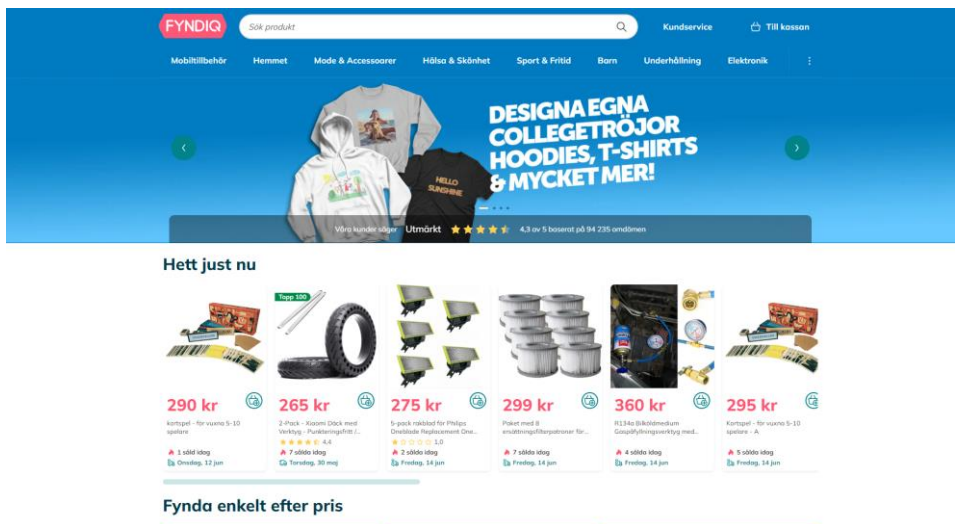 FYNDIQ
Sök produkt
Kundservice
Till kassan
Mobiltillbehör Hemmet Mode & Accessoarer Hälsa & Skönhet Sport & Fritid Barn Underhållning Elektronik
DESIGNA EGNA
COLLEGETRÖJOR
HOODIES, T-SHIRTS
& MYCKET MER!
HELLO
SUNSHINE
Våra kunder säger Utmärkt 4,3 av 5 baserat på 94 235 omdömen
Hett just nu
290 kr
kortspel - för vuxna 5-10
spelare
1 såld idag
Onsdag, 12 jun
Topp 100
265 kr
2-Pack - Xiaomi Däck med
Verktyg - Punkteringsfritt /...
4,4
7 sålda idag
Torsdag, 30 maj
275 kr
5-pack rakblad för Philips
Oneblade Replacement One...
1,0
2 sålda idag
Fredag, 14 jun
299 kr
Paket med 8
ersättningsfilterpatroner för...
7 sålda idag
Fredag, 14 jun
360 kr
R134a Bilköldmedium
Gaspåfyllningsverktyg med...
4 sålda idag
Fredag, 14 jun
295 kr
Kortspel - för vuxna 5-10
spelare - A
5 sålda idag
Fredag, 14 jun
Fynda enkelt efter pris